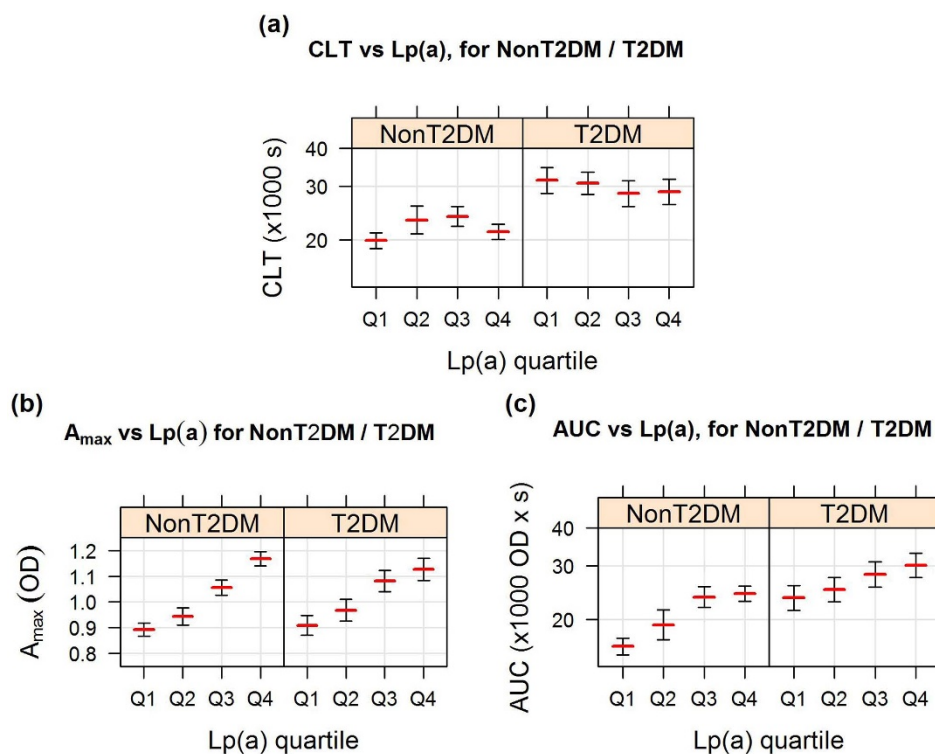 (a)
CLT vs Lp(a), for NonT2DM / T2DM
NonT2DM T2DM
CLT (x1000 s)
40
30
20
Q1 Q2 Q3 Q4 Q1 Q2 Q3 Q4
Lp(a) quartile
(b)
Amax vs Lp(a) for NonT2DM / T2DM
NonT2DM T2DM
Amax (OD)
1.2
1.1
1.0
0.9
0.8
Q1 Q2 Q3 Q4 Q1 Q2 Q3 Q4
Lp(a) quartile
(c)
AUC vs Lp(a), for NonT2DM / T2DM
NonT2DM T2DM
AUC (x1000 OD x s)
40
30
20
Q1 Q2 Q3 Q4 Q1 Q2 Q3 Q4
Lp(a) quartile